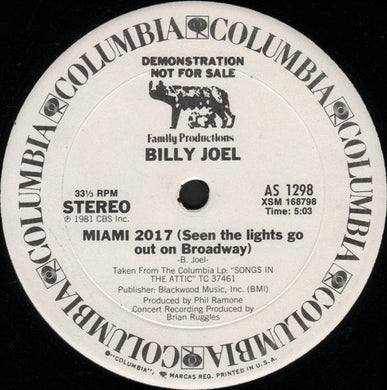 COLUMBIA COLUMBIA COLUMBIA COLUMBIA COLUMBIA COLUMBIA
DEMONSTRATION
NOT FOR SALE
Family Productions
BILLY JOEL
33⅓ RPM
STEREO
℗ 1981 CBS Inc.
AS 1298
XSM 168798
Time: 5:03
MIAMI 2017 (Seen the lights go
out on Broadway)
-B. Joel-
Taken From The Columbia Lp: "SONGS IN
THE ATTIC" TC 37461
Publisher: Blackwood Music, Inc. (BMI)
Produced by Phil Ramone
Concert Recording Produced by
Brian Ruggles
®"COLUMBIA", MARCAS REG. PRINTED IN U.S.A.